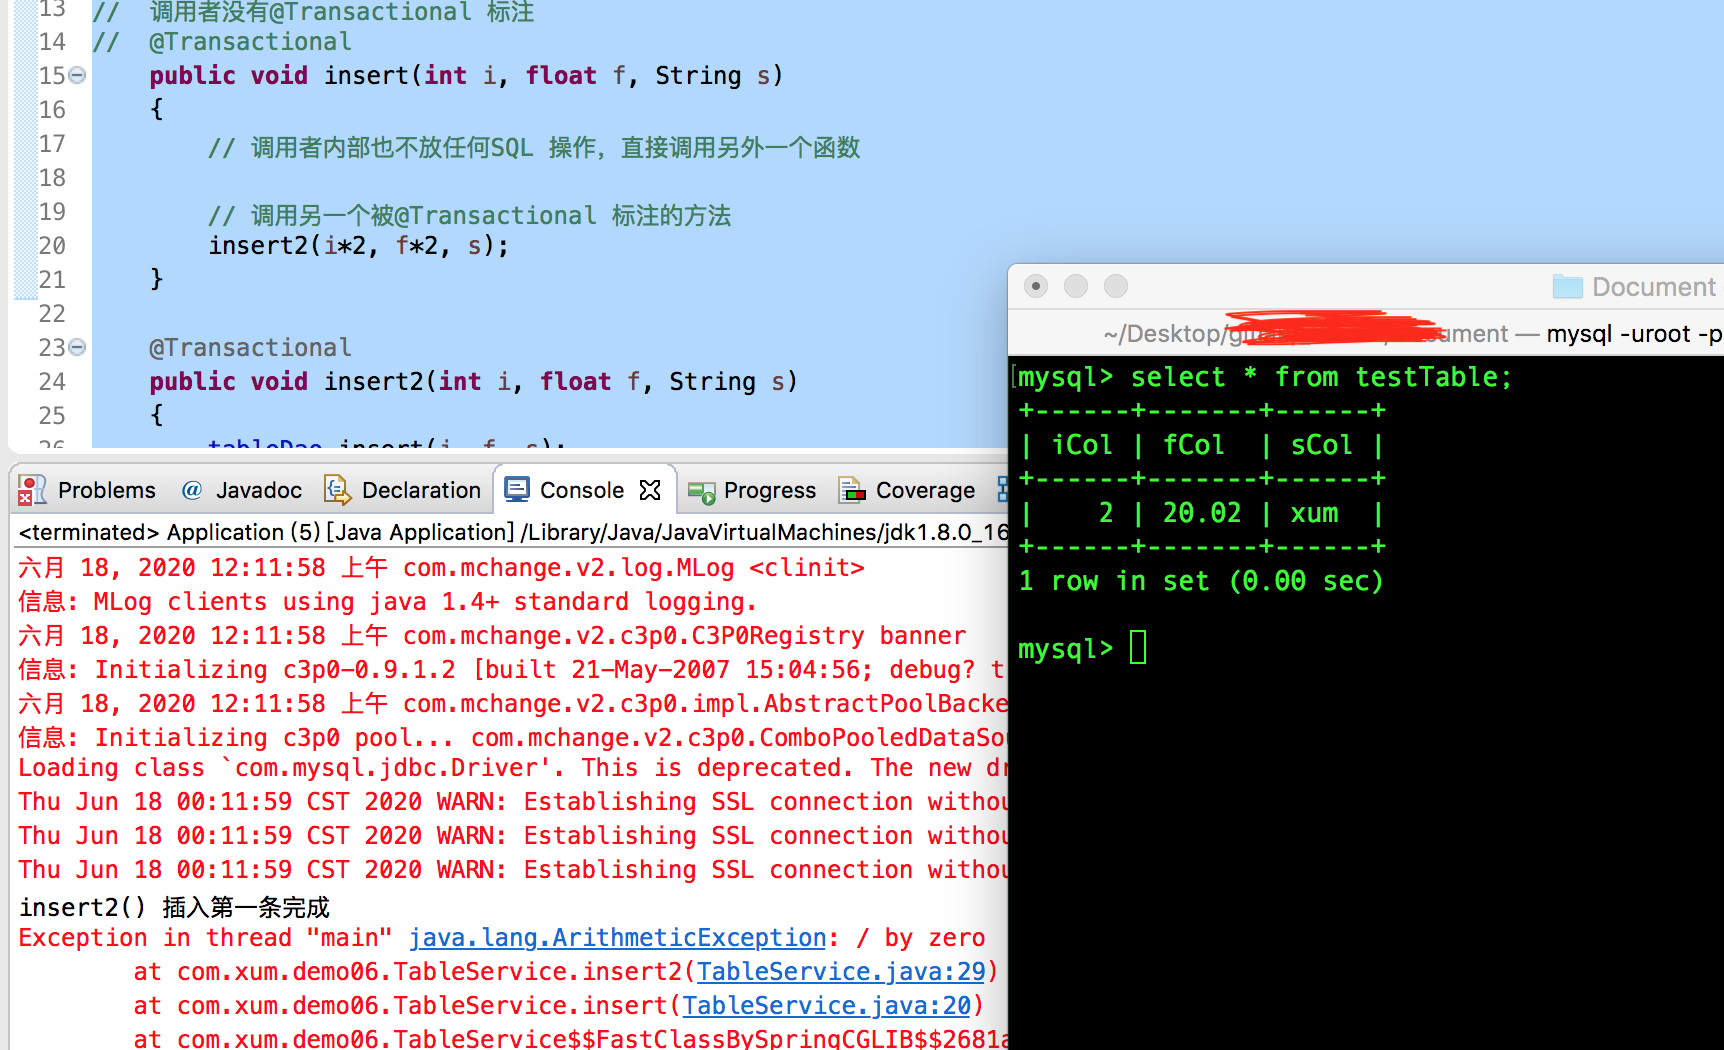 13 // 调用者没有@Transactional 标注
14 // @Transactional
15 public void insert(int i, float f, String s)
16 {
17 // 调用者内部也不放任何SQL 操作，直接调用另外一个函数
18
19 // 调用另一个被@Transactional 标注的方法
20 insert2(i*2, f*2, s);
21 }
22
23 @Transactional
24 public void insert2(int i, float f, String s)
25 {
26 tableDao.insert(i, f, s);
Problems @ Javadoc Declaration Console Progress Coverage
<terminated> Application (5) [Java Application] /Library/Java/JavaVirtualMachines/jdk1.8.0_16
六月 18, 2020 12:11:58 上午 com.mchange.v2.log.MLog <clinit>
信息: MLog clients using java 1.4+ standard logging.
六月 18, 2020 12:11:58 上午 com.mchange.v2.c3p0.C3P0Registry banner
信息: Initializing c3p0-0.9.1.2 [built 21-May-2007 15:04:56; debug? t
六月 18, 2020 12:11:58 上午 com.mchange.v2.c3p0.impl.AbstractPoolBacke
信息: Initializing c3p0 pool... com.mchange.v2.c3p0.ComboPooledDataSou
Loading class `com.mysql.jdbc.Driver'. This is deprecated. The new dr
Thu Jun 18 00:11:59 CST 2020 WARN: Establishing SSL connection withou
Thu Jun 18 00:11:59 CST 2020 WARN: Establishing SSL connection withou
Thu Jun 18 00:11:59 CST 2020 WARN: Establishing SSL connection withou
insert2() 插入第一条完成
Exception in thread "main" java.lang.ArithmeticException: / by zero
at com.xum.demo06.TableService.insert2(TableService.java:29)
at com.xum.demo06.TableService.insert(TableService.java:20)
at com.xum.demo06.TableService$$FastClassBySpringCGLIB$$2681a
Document
~/Desktop/ — mysql -uroot -p
mysql> select * from testTable;
+------+-------+------+
| iCol | fCol  | sCol |
+------+-------+------+
|    2 | 20.02 | xum  |
+------+-------+------+
1 row in set (0.00 sec)
mysql>